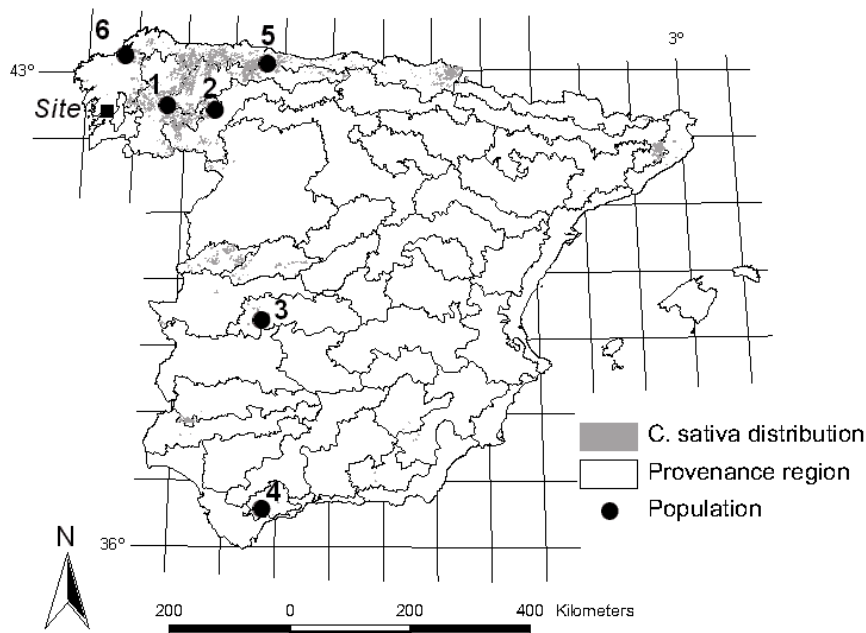 6
5
3°
43°
1
2
Site
3
C. sativa distribution
Provenance region
4
Population
N
36°
200 0 200 400 Kilometers